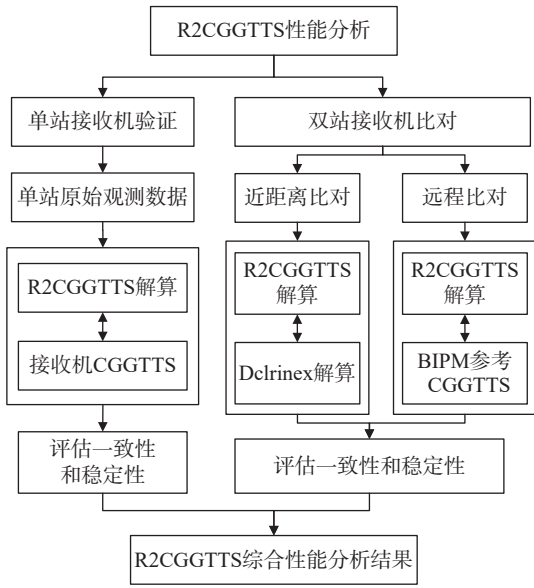 R2CGGTTS性能分析
单站接收机验证
双站接收机比对
单站原始观测数据
近距离比对
远程比对
R2CGGTTS解算
接收机CGGTTS
R2CGGTTS
解算
Dclrinex解算
R2CGGTTS
解算
BIPM参考
CGGTTS
评估一致性
和稳定性
评估一致性和稳定性
R2CGGTTS综合性能分析结果